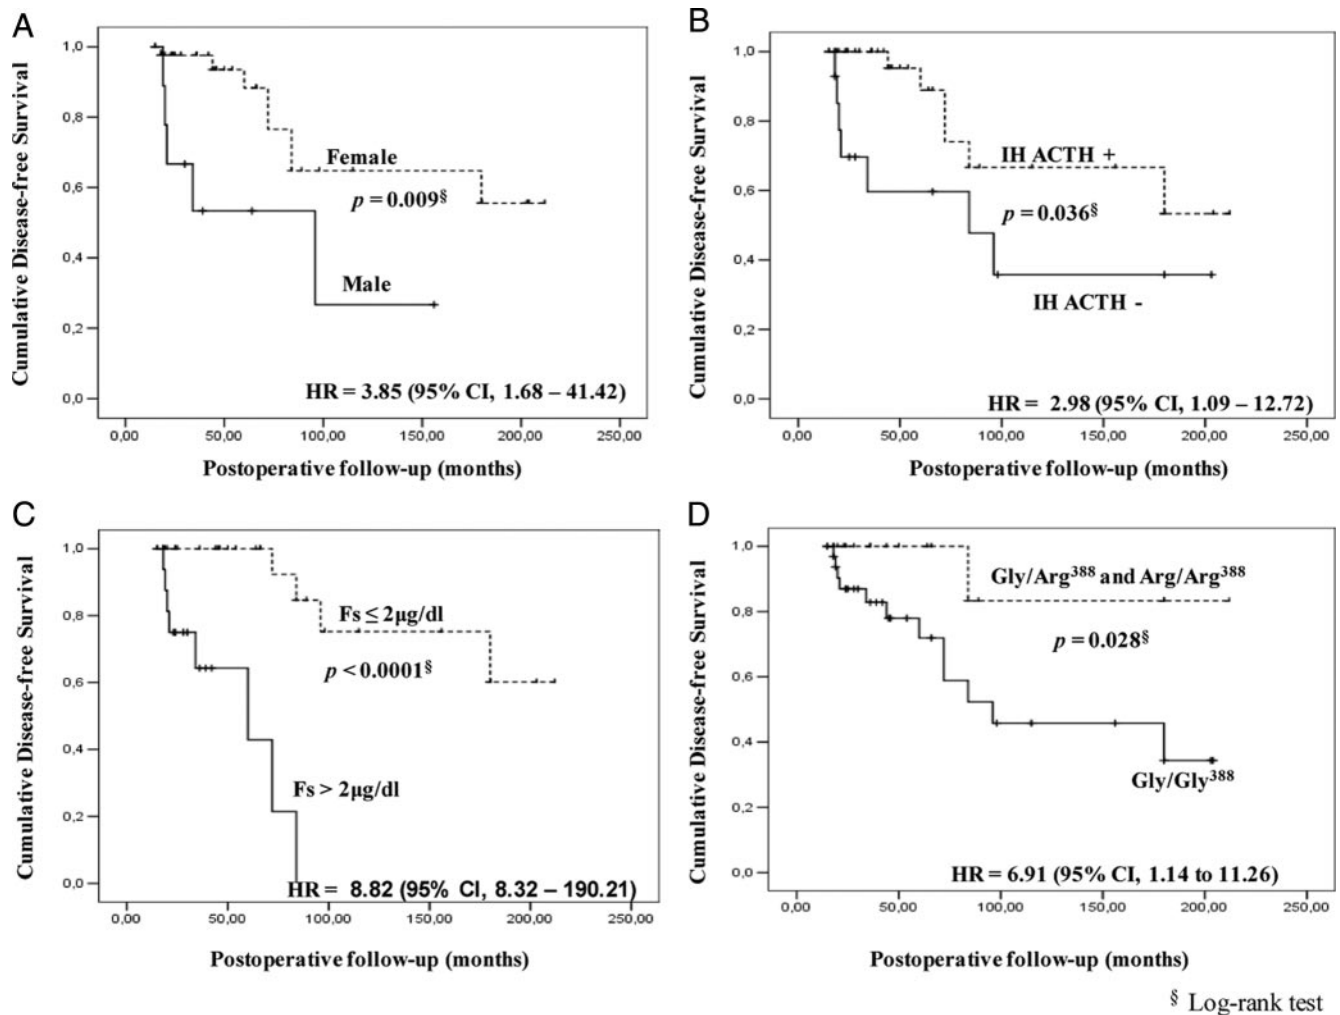 A
Cumulative Disease-free Survival
1,0
0,8
0,6
0,4
0,2
0,0
Female
p = 0.009§
Male
HR = 3.85 (95% CI, 1.68 – 41.42)
0,00 50,00 100,00 150,00 200,00 250,00
Postoperative follow-up (months)
B
Cumulative Disease-free Survival
1,0
0,8
0,6
0,4
0,2
0,0
IH ACTH +
p = 0.036§
IH ACTH -
HR = 2.98 (95% CI, 1.09 – 12.72)
0,00 50,00 100,00 150,00 200,00 250,00
Postoperative follow-up (months)
C
Cumulative Disease-free Survival
1,0
0,8
0,6
0,4
0,2
0,0
Fs ≤ 2µg/dl
p < 0.0001§
Fs > 2µg/dl
HR = 8.82 (95% CI, 8.32 – 190.21)
0,00 50,00 100,00 150,00 200,00 250,00
Postoperative follow-up (months)
D
Cumulative Disease-free Survival
1,0
0,8
0,6
0,4
0,2
0,0
Gly/Arg388 and Arg/Arg388
p = 0.028§
Gly/Gly388
HR = 6.91 (95% CI, 1.14 to 11.26)
0,00 50,00 100,00 150,00 200,00 250,00
Postoperative follow-up (months)
§ Log-rank test